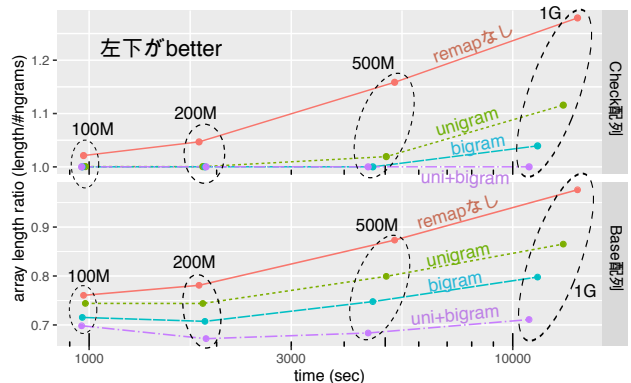 左下がbetter
1G
remapなし
500M
200M
100M
unigram
bigram
uni+bigram
1.2
1.1
1.0
Check配列
array length ratio (length/#ngrams)
remapなし
500M
200M
100M
unigram
bigram
uni+bigram
1G
0.9
0.8
0.7
Base配列
1000
3000
10000
time (sec)